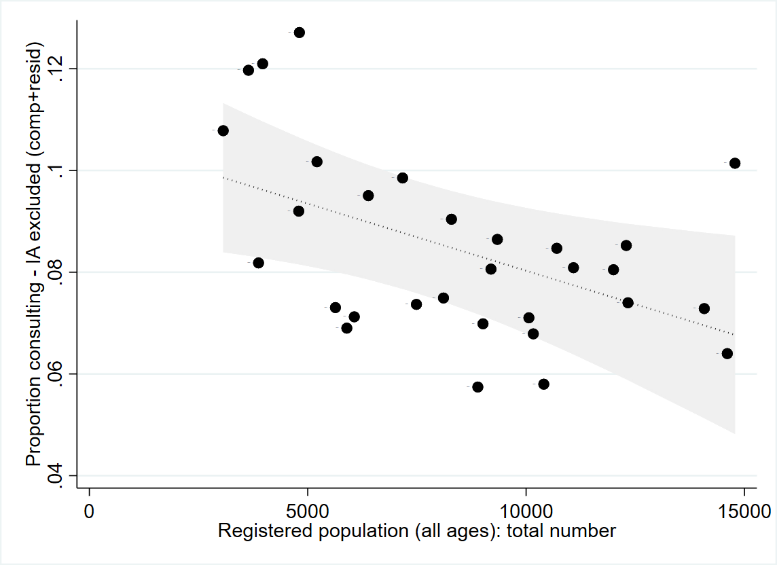 Proportion consulting - IA excluded (comp+resid)
.12
.1
.08
.06
.04
0 5000 10000 15000
Registered population (all ages): total number